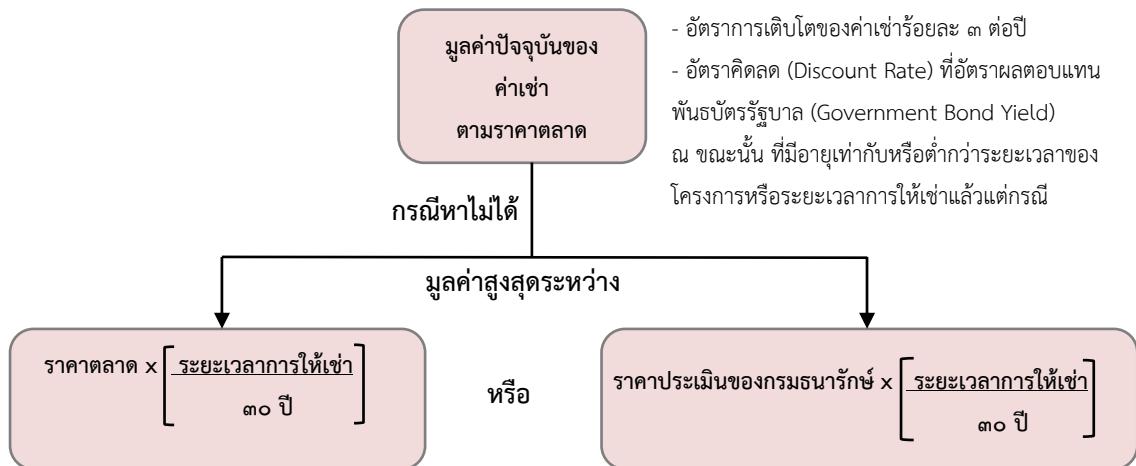 มูลค่าปัจจุบันของ
ค่าเช่า
ตามราคาตลาด
- อัตราการเติบโตของค่าเช่าร้อยละ ๓ ต่อปี
- อัตราคิดลด (Discount Rate) ที่อัตราผลตอบแทน
พันธบัตรรัฐบาล (Government Bond Yield)
ณ ขณะนั้น ที่มีอายุเท่ากับหรือต่ำกว่าระยะเวลาของ
โครงการหรือระยะเวลาการให้เช่าแล้วแต่กรณี
กรณีหาไม่ได้
มูลค่าสูงสุดระหว่าง
ราคาตลาด x [ ระยะเวลาการให้เช่า ]
๓๐ ปี
หรือ
ราคาประเมินของกรมธนารักษ์ x [ ระยะเวลาการให้เช่า ]
๓๐ ปี